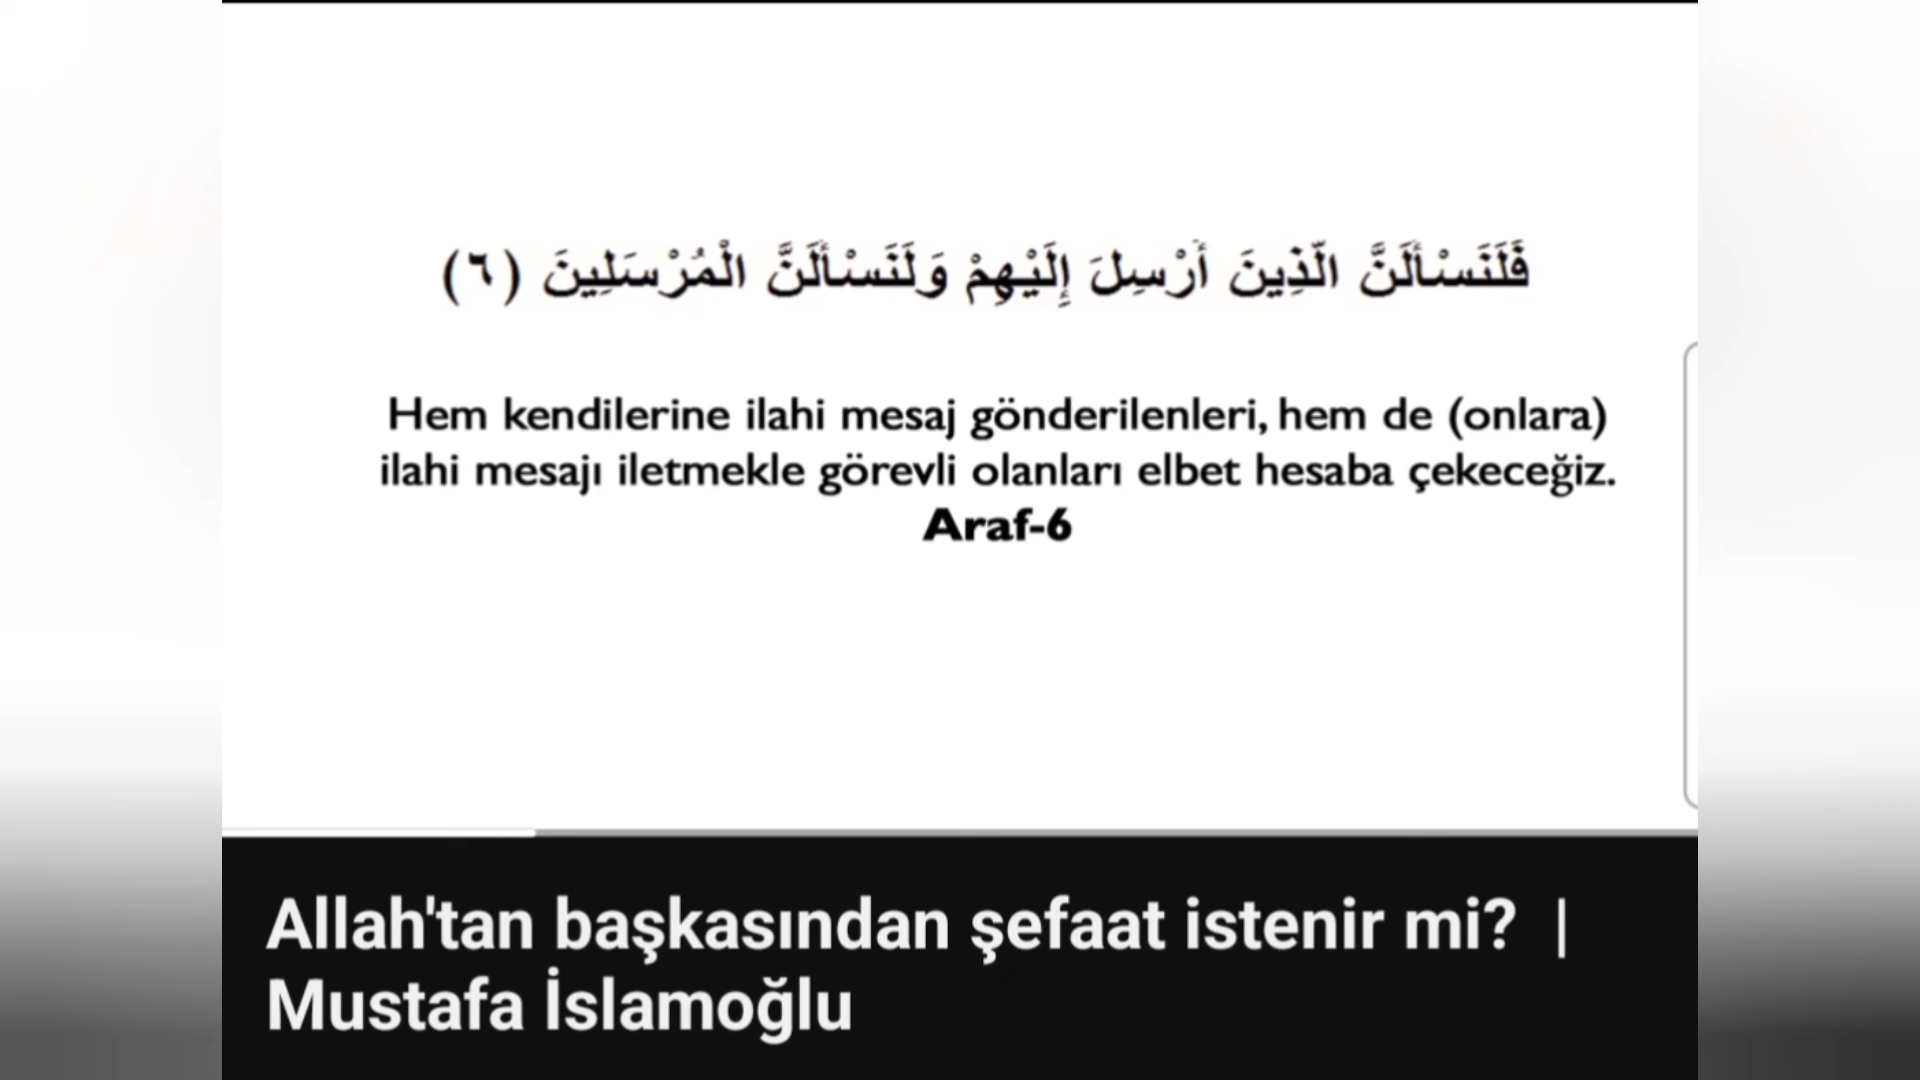 فَلَنَسْأَلَنَّ الَّذِينَ أُرْسِلَ إِلَيْهِمْ وَلَنَسْأَلَنَّ الْمُرْسَلِينَ (٦)
Hem kendilerine ilahi mesaj gönderilenleri, hem de (onlara)
ilahi mesajı iletmekle görevli olanları elbet hesaba çekeceğiz.
Araf-6
Allah'tan başkasından şefaat istenir mi? |
Mustafa İslamoğlu